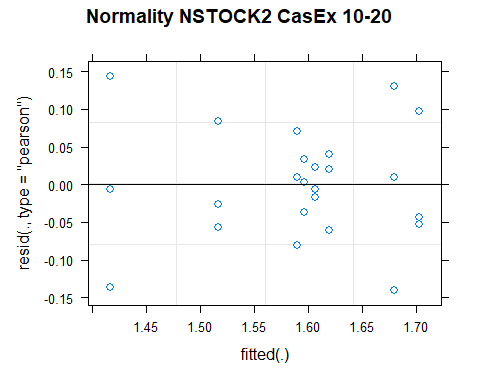 Normality NSTOCK2 CasEx 10-20
resid(., type = "pearson")
0.15
0.10
0.05
0.00
-0.05
-0.10
-0.15
1.45 1.50 1.55 1.60 1.65 1.70
fitted(.)